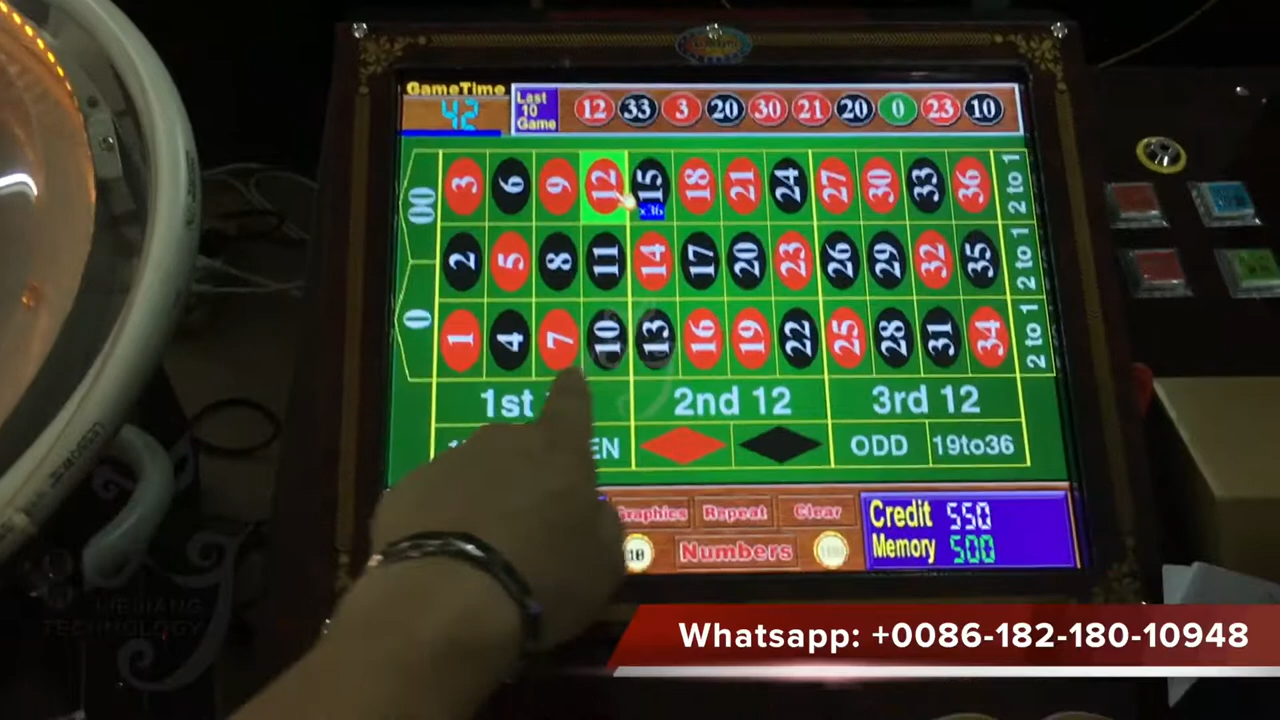 GameTime
42
Last
10
Game
12 33 3 20 30 21 20 0 23 10
00 3 6 9 12 15 18 21 24 27 30 33 36 2 to 1
x36
2 5 8 11 14 17 20 23 26 29 32 35 2 to 1
0 1 4 7 10 13 16 19 22 25 28 31 34 2 to 1
1st 2nd 12 3rd 12
EN ODD 19to36
Graphics Repeat Clear
10 Numbers
Credit 550
Memory 500
TECHNOLOGY
Whatsapp: +0086-182-180-10948